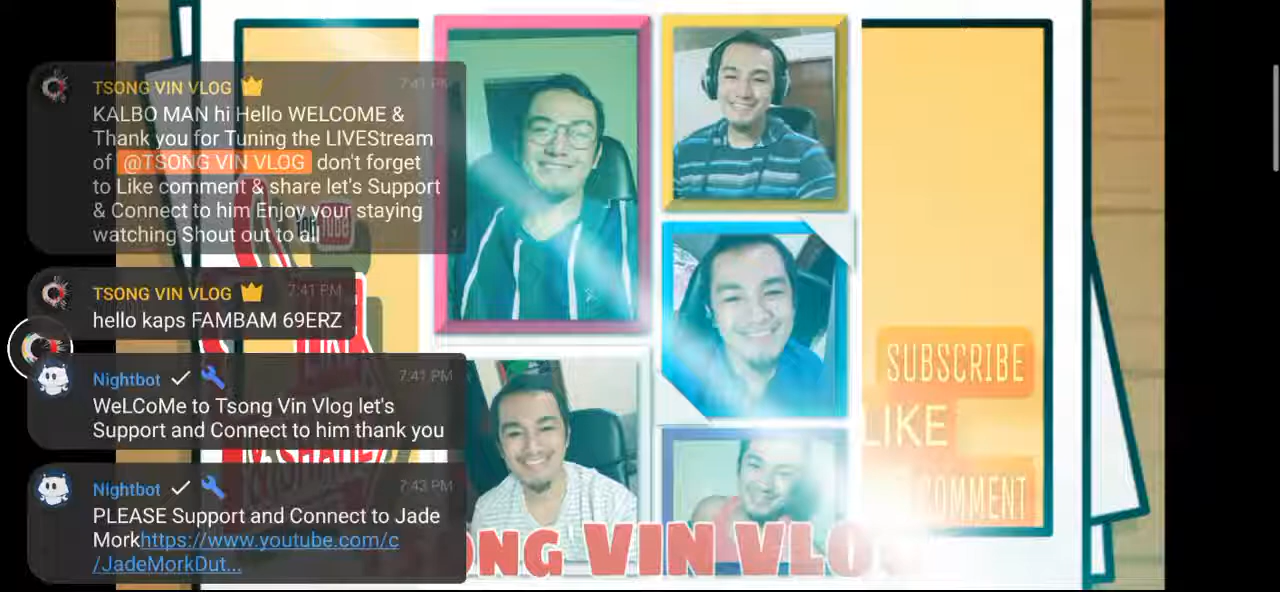 TSONG VIN VLOG 7:41 PM
KALBO MAN hi Hello WELCOME &
Thank you for Tuning the LIVEStream
of @TSONG VIN VLOG don't forget
to Like comment & share let's Support
& Connect to him Enjoy your staying
watching Shout out to all
TSONG VIN VLOG 7:41 PM
hello kaps FAMBAM 69ERZ
Nightbot 7:41 PM
WeLCoMe to Tsong Vin Vlog let's
Support and Connect to him thank you
Nightbot 7:43 PM
PLEASE Support and Connect to Jade
Morkhttps://www.youtube.com/c
/JadeMorkDut...
SUBSCRIBE
LIKE
COMMENT
ONG VIN VLO